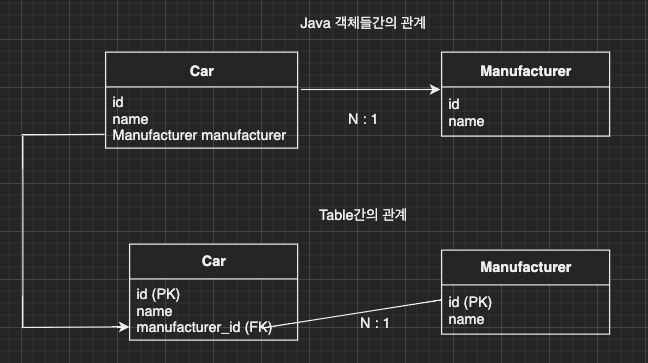 Java 객체들간의 관계
Car
id
name
Manufacturer manufacturer
N : 1
Manufacturer
id
name
Table간의 관계
Car
id (PK)
name
manufacturer_id (FK)
N : 1
Manufacturer
id (PK)
name